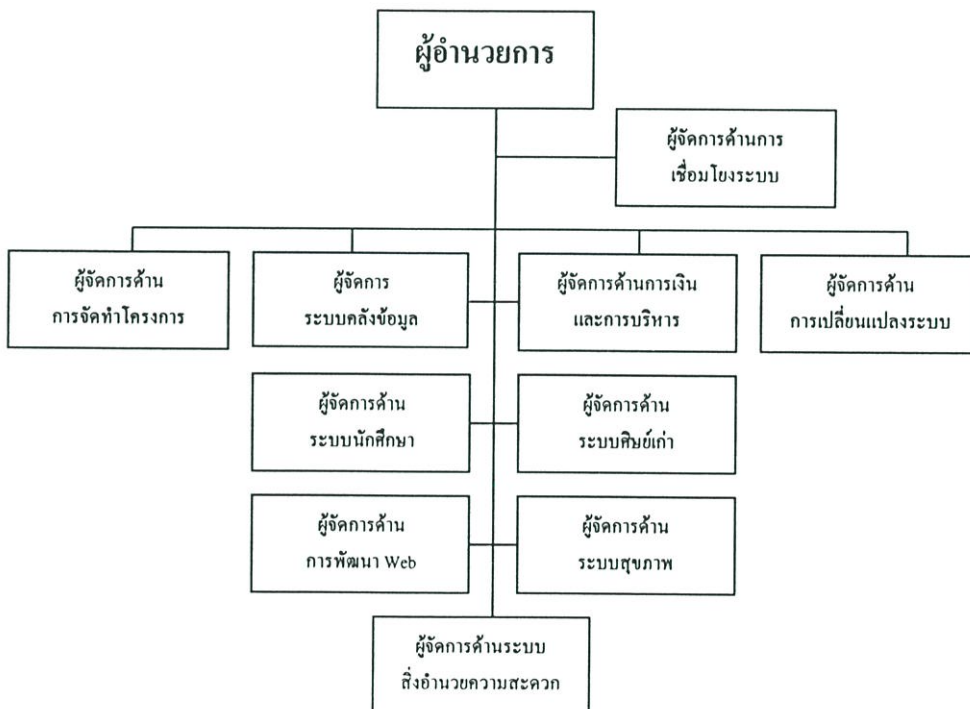 ผู้อำนวยการ
ผู้จัดการด้านการ
เชื่อมโยงระบบ
ผู้จัดการด้าน
การจัดทำโครงการ
ผู้จัดการ
ระบบคลังข้อมูล
ผู้จัดการด้านการเงิน
และการบริหาร
ผู้จัดการด้าน
การเปลี่ยนแปลงระบบ
ผู้จัดการด้าน
ระบบนักศึกษา
ผู้จัดการด้าน
ระบบศิษย์เก่า
ผู้จัดการด้าน
การพัฒนา Web
ผู้จัดการด้าน
ระบบสุขภาพ
ผู้จัดการด้านระบบ
สิ่งอำนวยความสะดวก